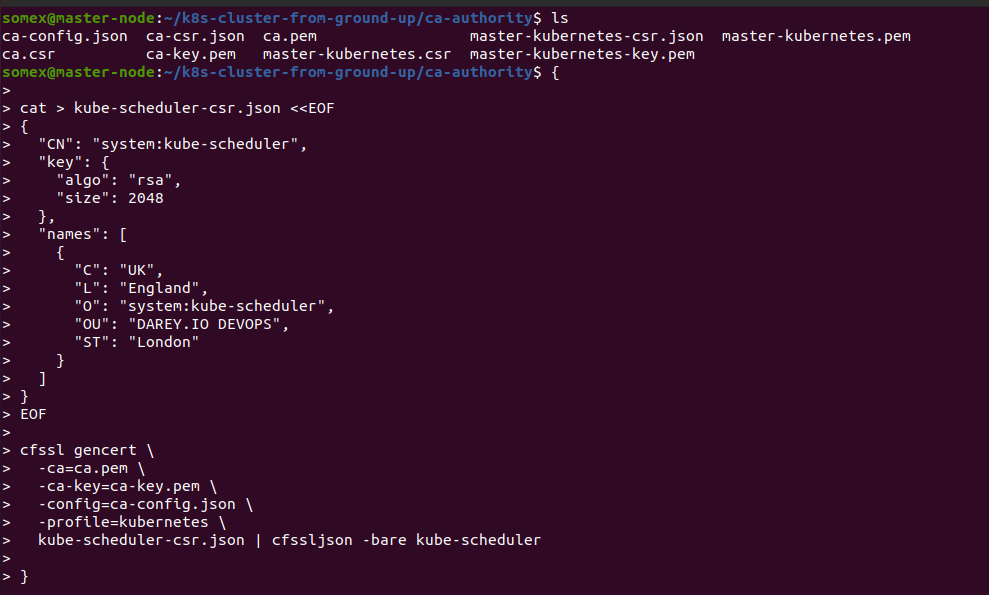 somex@master-node:~/k8s-cluster-from-ground-up/ca-authority$ ls
ca-config.json  ca-csr.json  ca.pem                 master-kubernetes-csr.json  master-kubernetes.pem
ca.csr          ca-key.pem   master-kubernetes.csr  master-kubernetes-key.pem
somex@master-node:~/k8s-cluster-from-ground-up/ca-authority$ {
>
> cat > kube-scheduler-csr.json <<EOF
> {
>   "CN": "system:kube-scheduler",
>   "key": {
>     "algo": "rsa",
>     "size": 2048
>   },
>   "names": [
>     {
>       "C": "UK",
>       "L": "England",
>       "O": "system:kube-scheduler",
>       "OU": "DAREY.IO DEVOPS",
>       "ST": "London"
>     }
>   ]
> }
> EOF
>
> cfssl gencert \
>   -ca=ca.pem \
>   -ca-key=ca-key.pem \
>   -config=ca-config.json \
>   -profile=kubernetes \
>   kube-scheduler-csr.json | cfssljson -bare kube-scheduler
>
> }